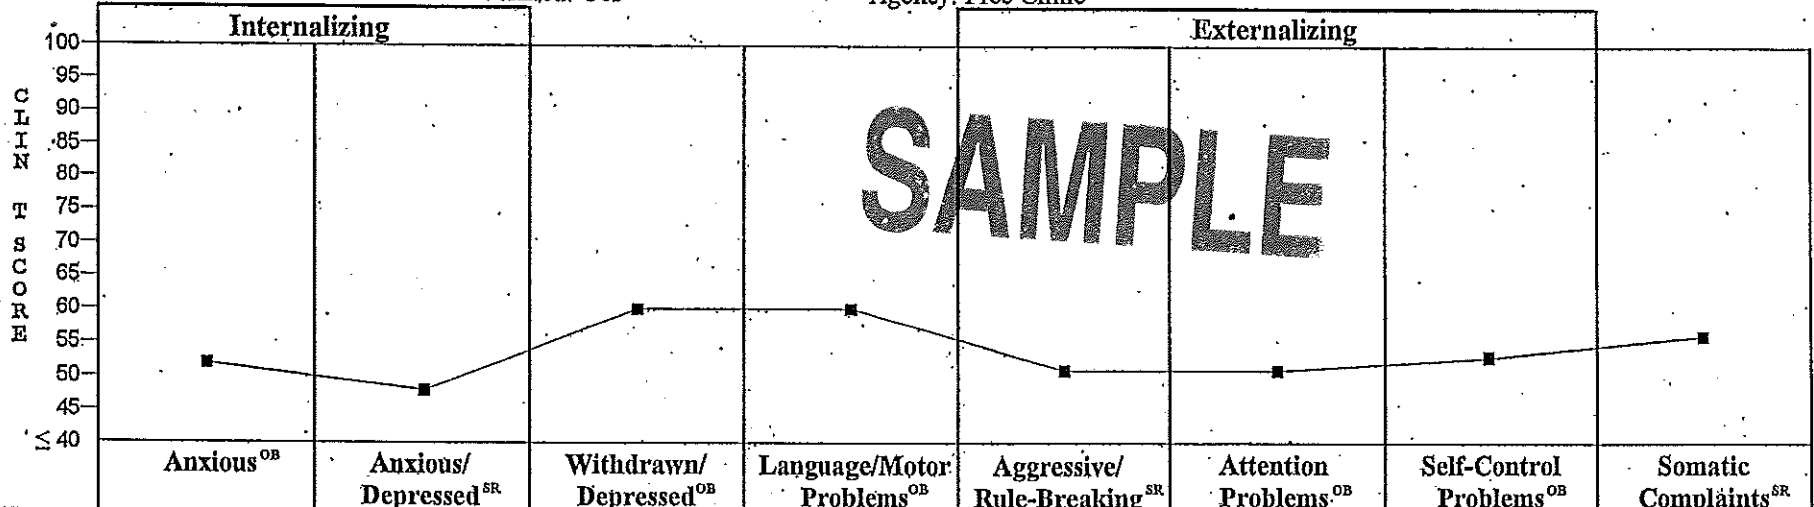 Agency:
Internalizing
Externalizing
CLIN T SCORE
100
95
90
85
80
75
70
65
60
55
50
45
≤ 40
SAMPLE
Anxious^OB
Anxious/
Depressed^SR
Withdrawn/
Depressed^OB
Language/Motor
Problems^OB
Aggressive/
Rule-Breaking^SR
Attention
Problems^OB
Self-Control
Problems^OB
Somatic
Complaints^SR